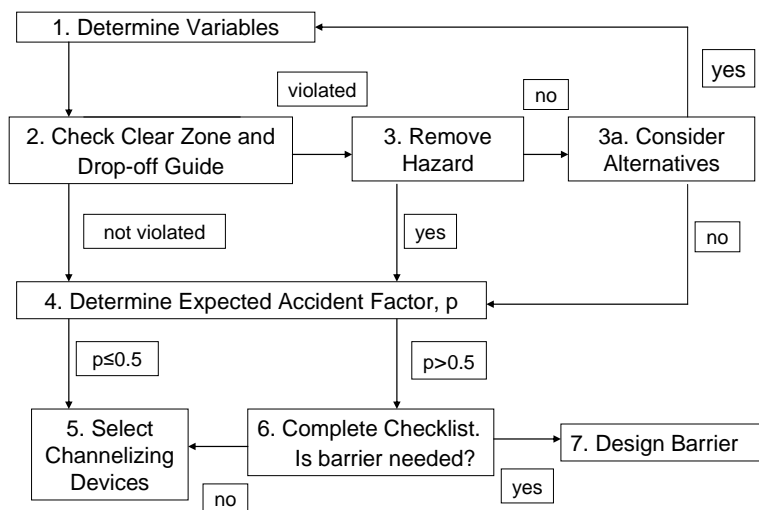 1. Determine Variables
yes
violated
no
2. Check Clear Zone and
Drop-off Guide
3. Remove
Hazard
3a. Consider
Alternatives
not violated
yes
no
4. Determine Expected Accident Factor, p
p≤0.5
p>0.5
5. Select
Channelizing
Devices
6. Complete Checklist.
Is barrier needed?
7. Design Barrier
no
yes